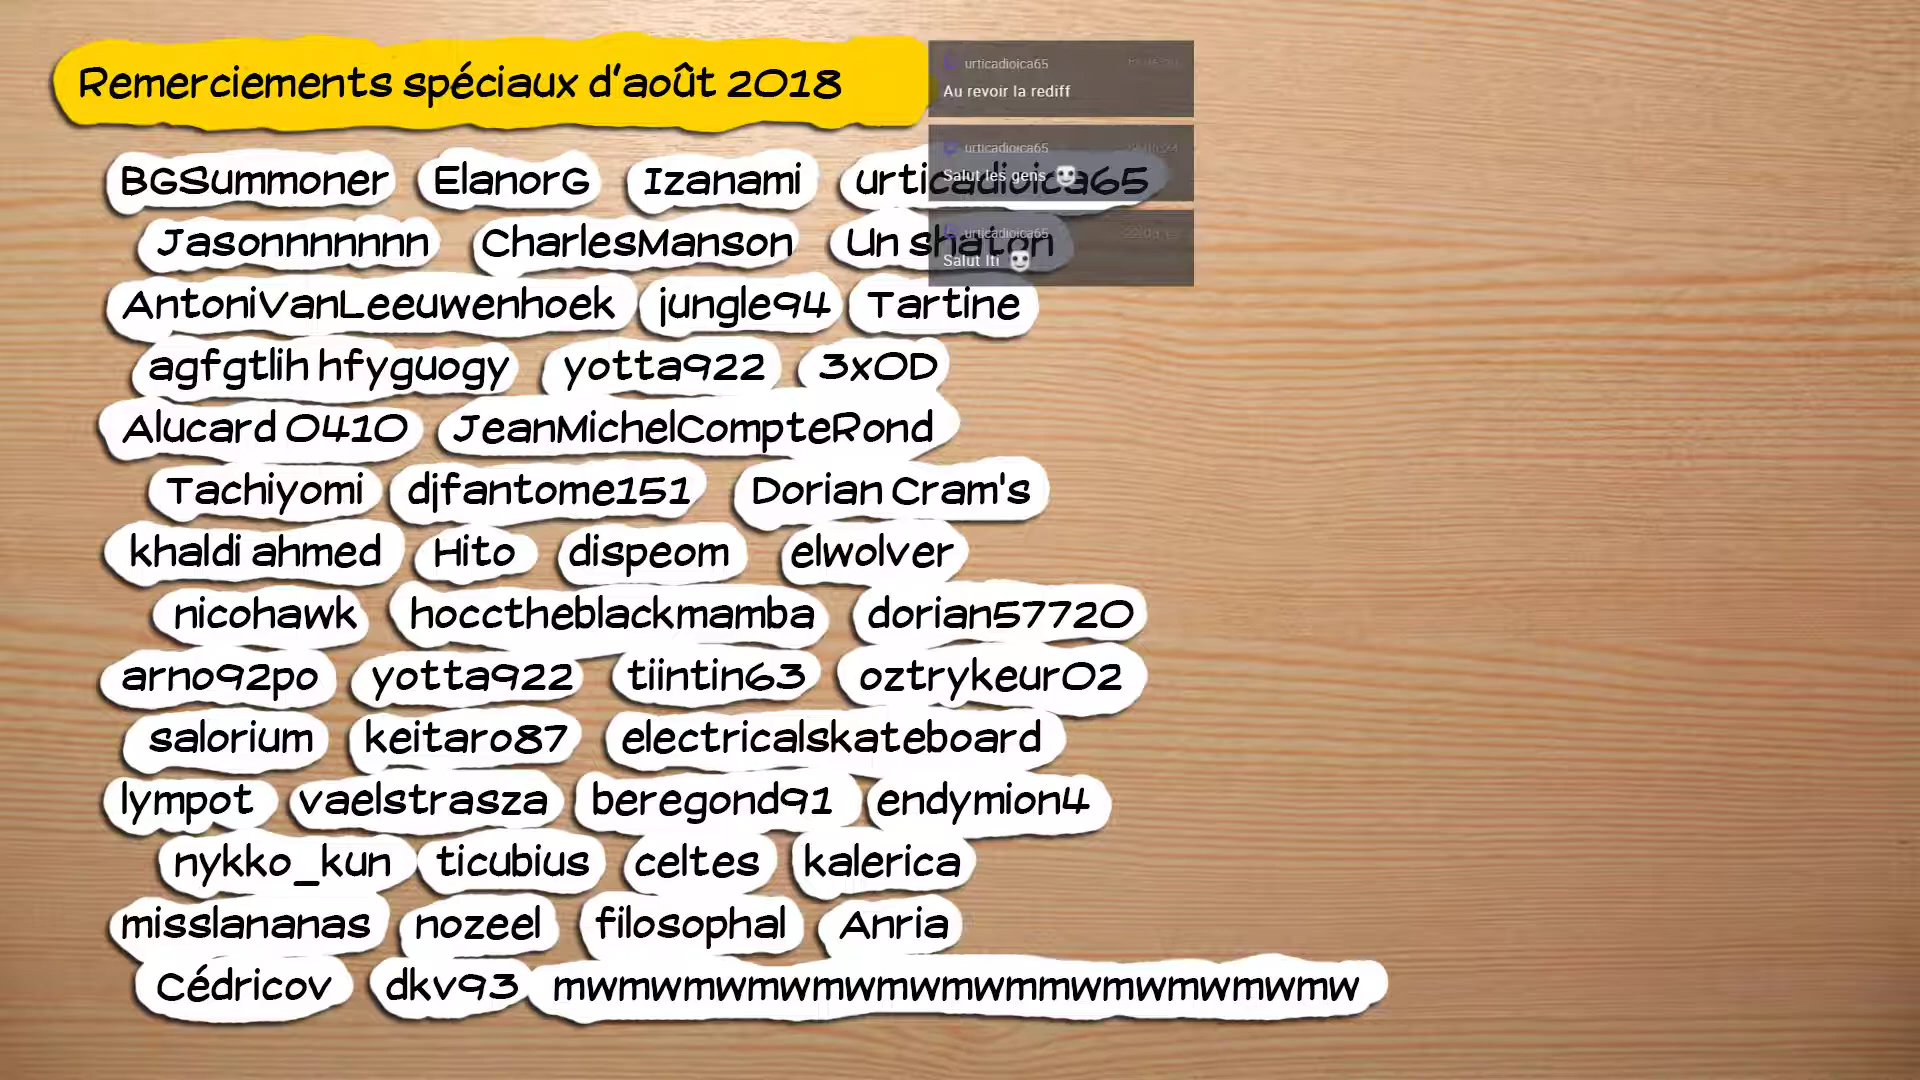 Remerciements spéciaux d'août 2018
BGSummoner ElanorG Izanami urticadioica65
Jasonnnnnnn CharlesManson Un shaton
AntoniVanLeeuwenhoek jungle94 Tartine
agfgtlih hfyguogy yotta922 3xOD
Alucard 0410 JeanMichelCompteRond
Tachiyomi djfantome151 Dorian Cram's
khaldi ahmed Hito dispeom elwolver
nicohawk hocctheblackmamba dorian57720
arno92po yotta922 tiintin63 oztrykeur02
salorium keitaro87 electricalskateboard
lympot vaelstrasza beregond91 endymion4
nykko_kun ticubius celtes kalerica
misslananas nozeel filosophal Anria
Cédricov dkv93 mwmwmwmwmwmwmwmmwmwmwmwmw
urticadioica65
Au revoir la rediff
urticadioica65
Salut les gens
urticadioica65
Salut Iti